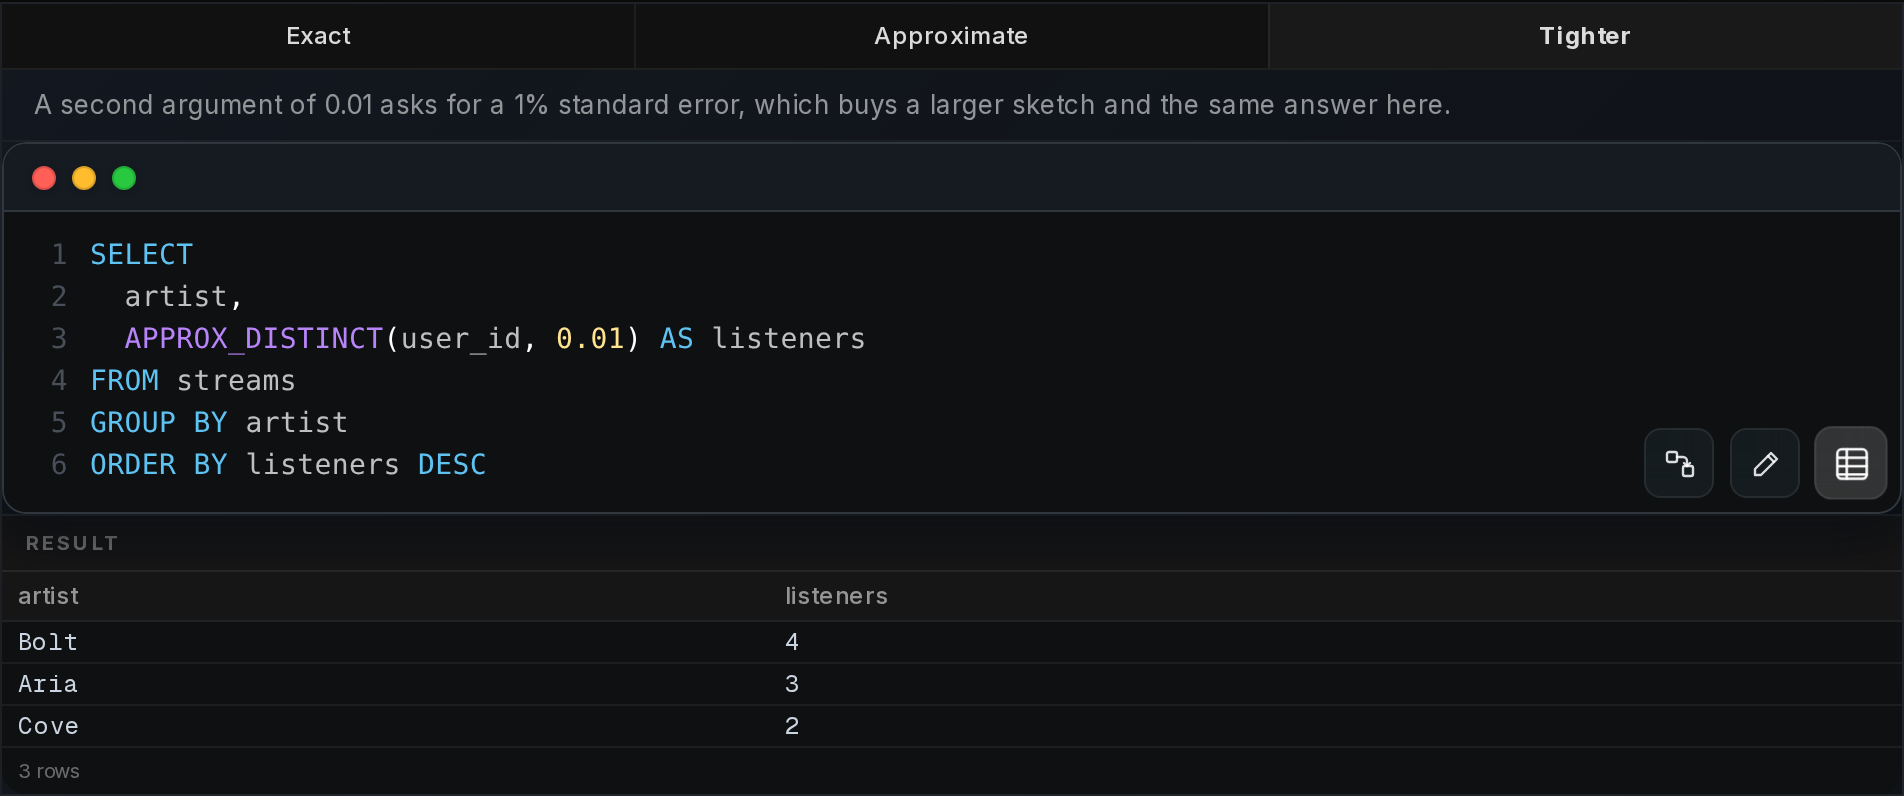 Exact
Approximate
Tighter
A second argument of 0.01 asks for a 1% standard error, which buys a larger sketch and the same answer here.
1 SELECT
2   artist,
3   APPROX_DISTINCT(user_id, 0.01) AS listeners
4 FROM streams
5 GROUP BY artist
6 ORDER BY listeners DESC
RESULT
artist listeners
Bolt 4
Aria 3
Cove 2
3 rows